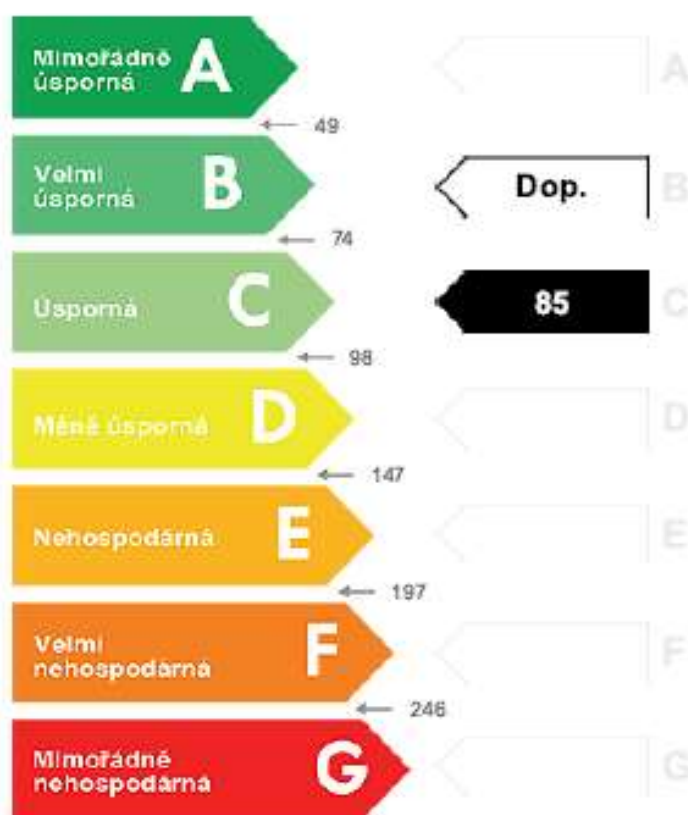 Mimořádně
úsporná
A
A
49
Velmi
úsporná
B
Dop.
B
74
Úsporná
C
85
C
98
Méně úsporná
D
D
147
Nehospodárná
E
E
197
Velmi
nehospodárná
F
F
246
Mimořádně
nehospodárná
G
G